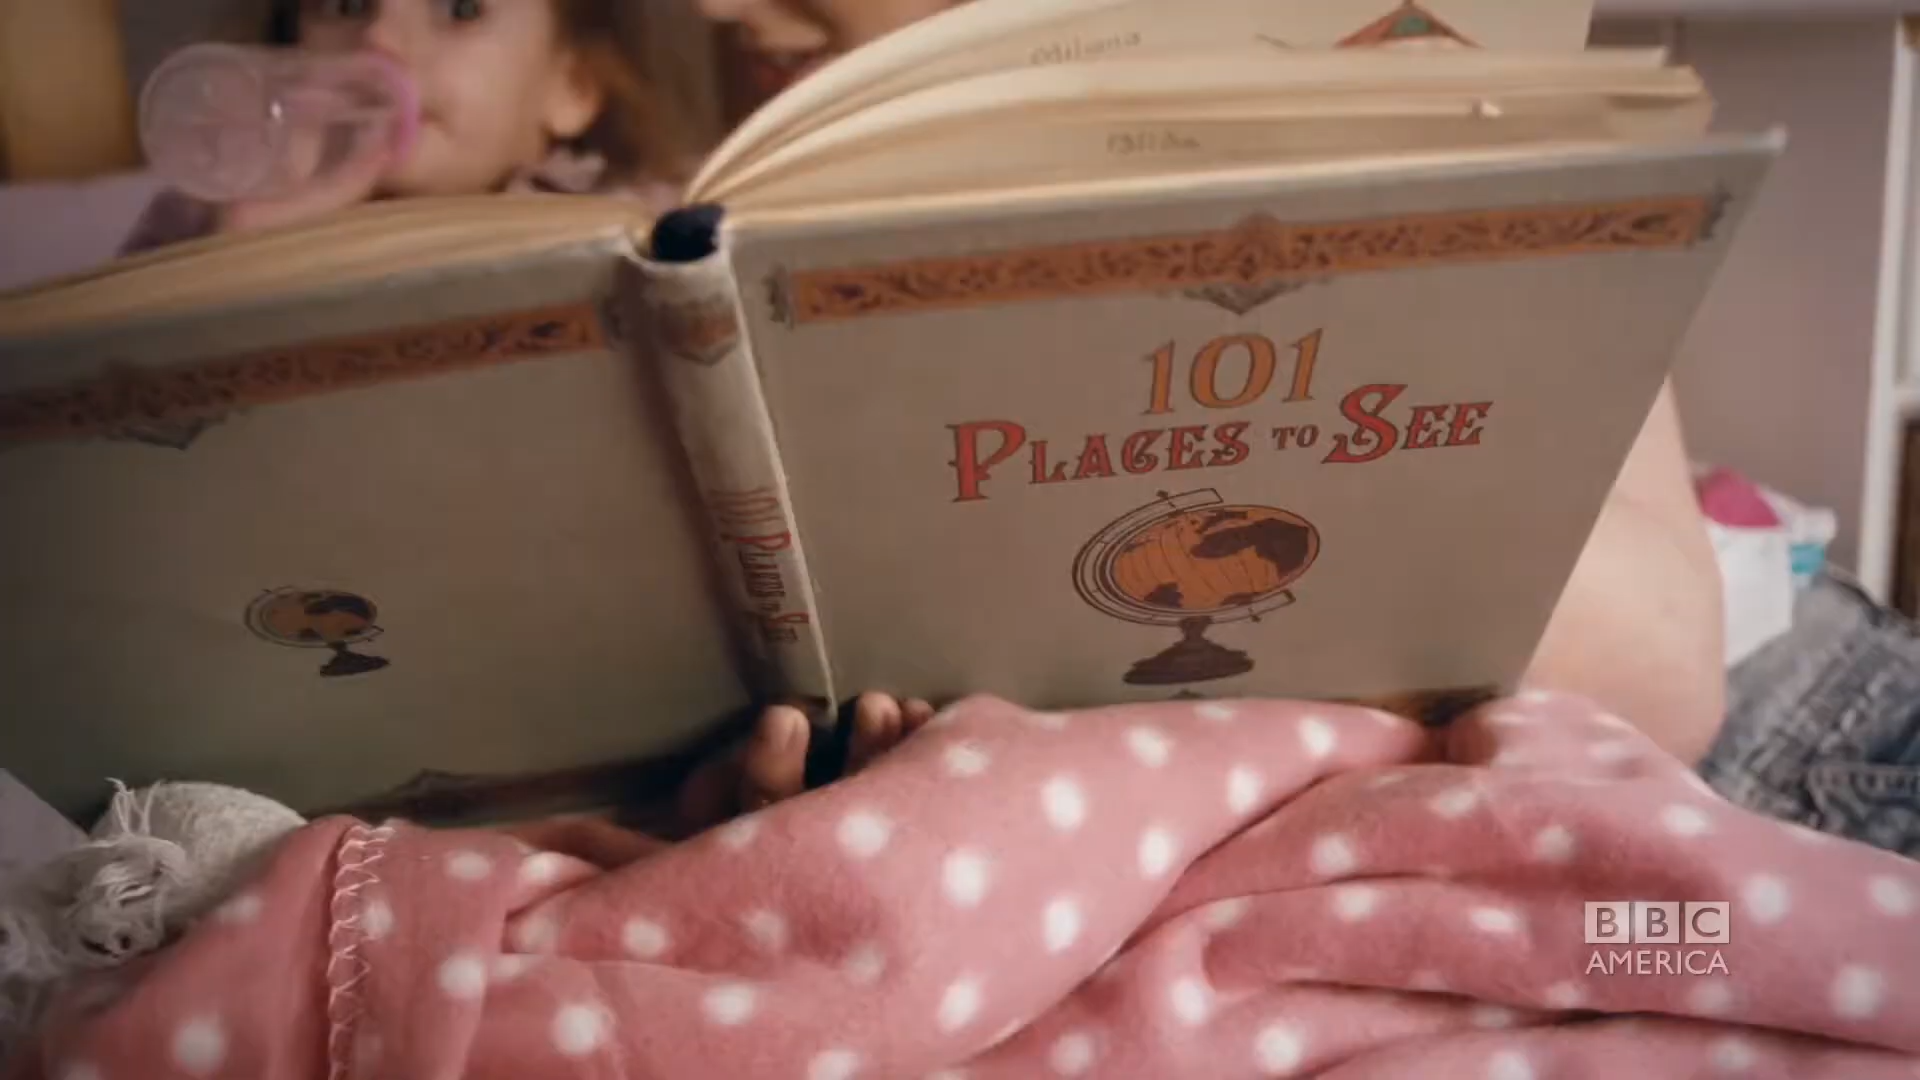 101
PLACES TO SEE
101 PLACES TO SEE
BBC
AMERICA